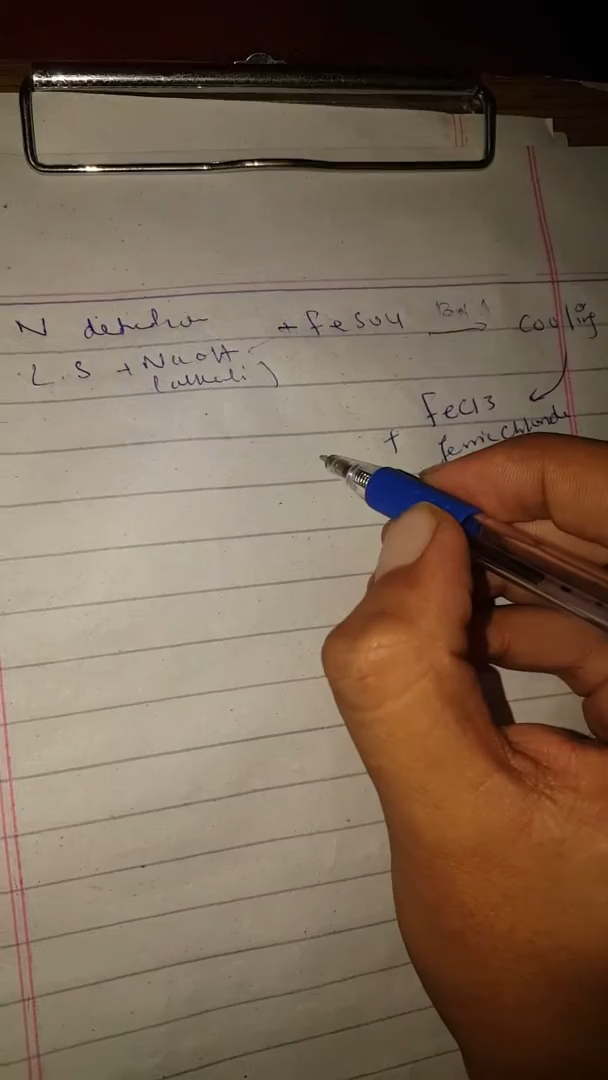 N detection + FeSO4 Boil → cooling
L.S + NaOH
(alkali)
+ FeCl3
ferric chloride